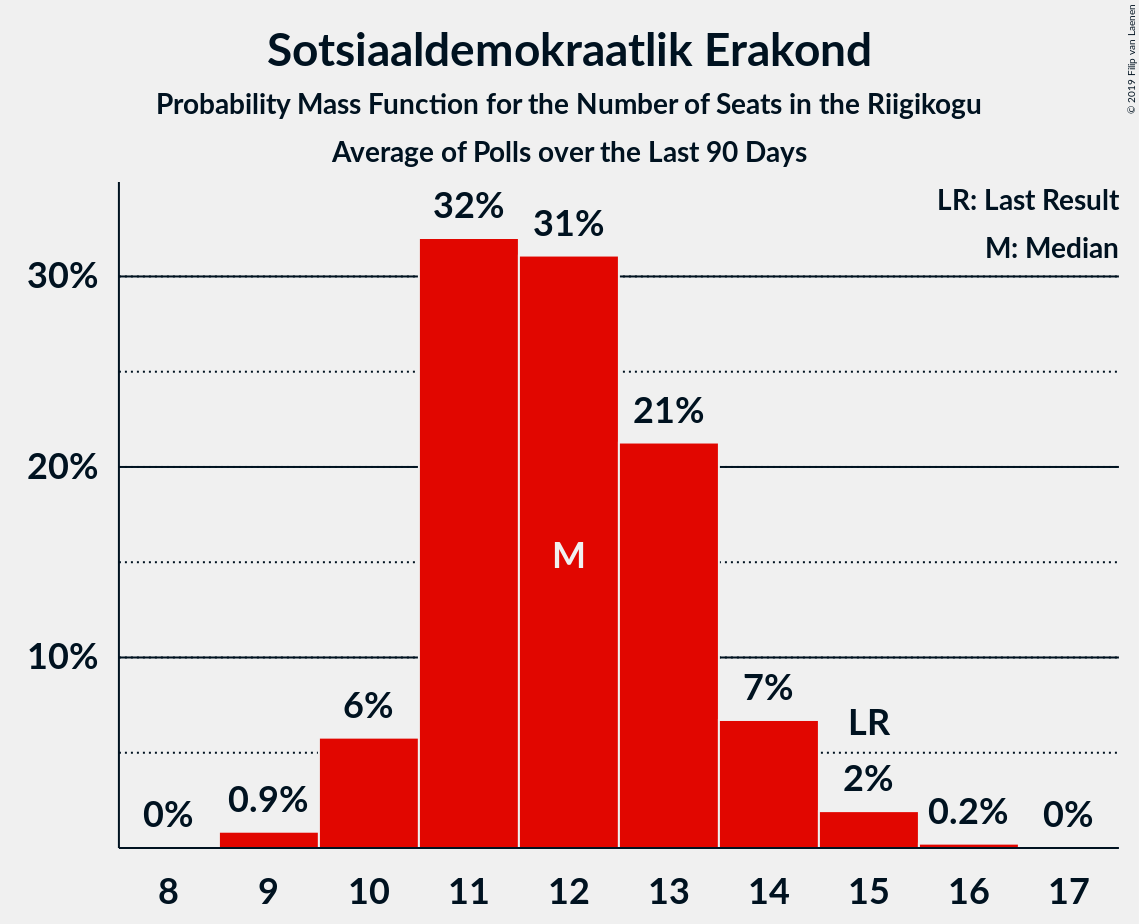 Sotsiaaldemokraatlik Erakond
Probability Mass Function for the Number of Seats in the Riigikogu
Average of Polls over the Last 90 Days
© 2019 Filip van Laenen
LR: Last Result
M: Median
30%
20%
10%
0%
0.9%
6%
32%
31%
21%
7%
LR
2%
0.2%
0%
M
8 9 10 11 12 13 14 15 16 17